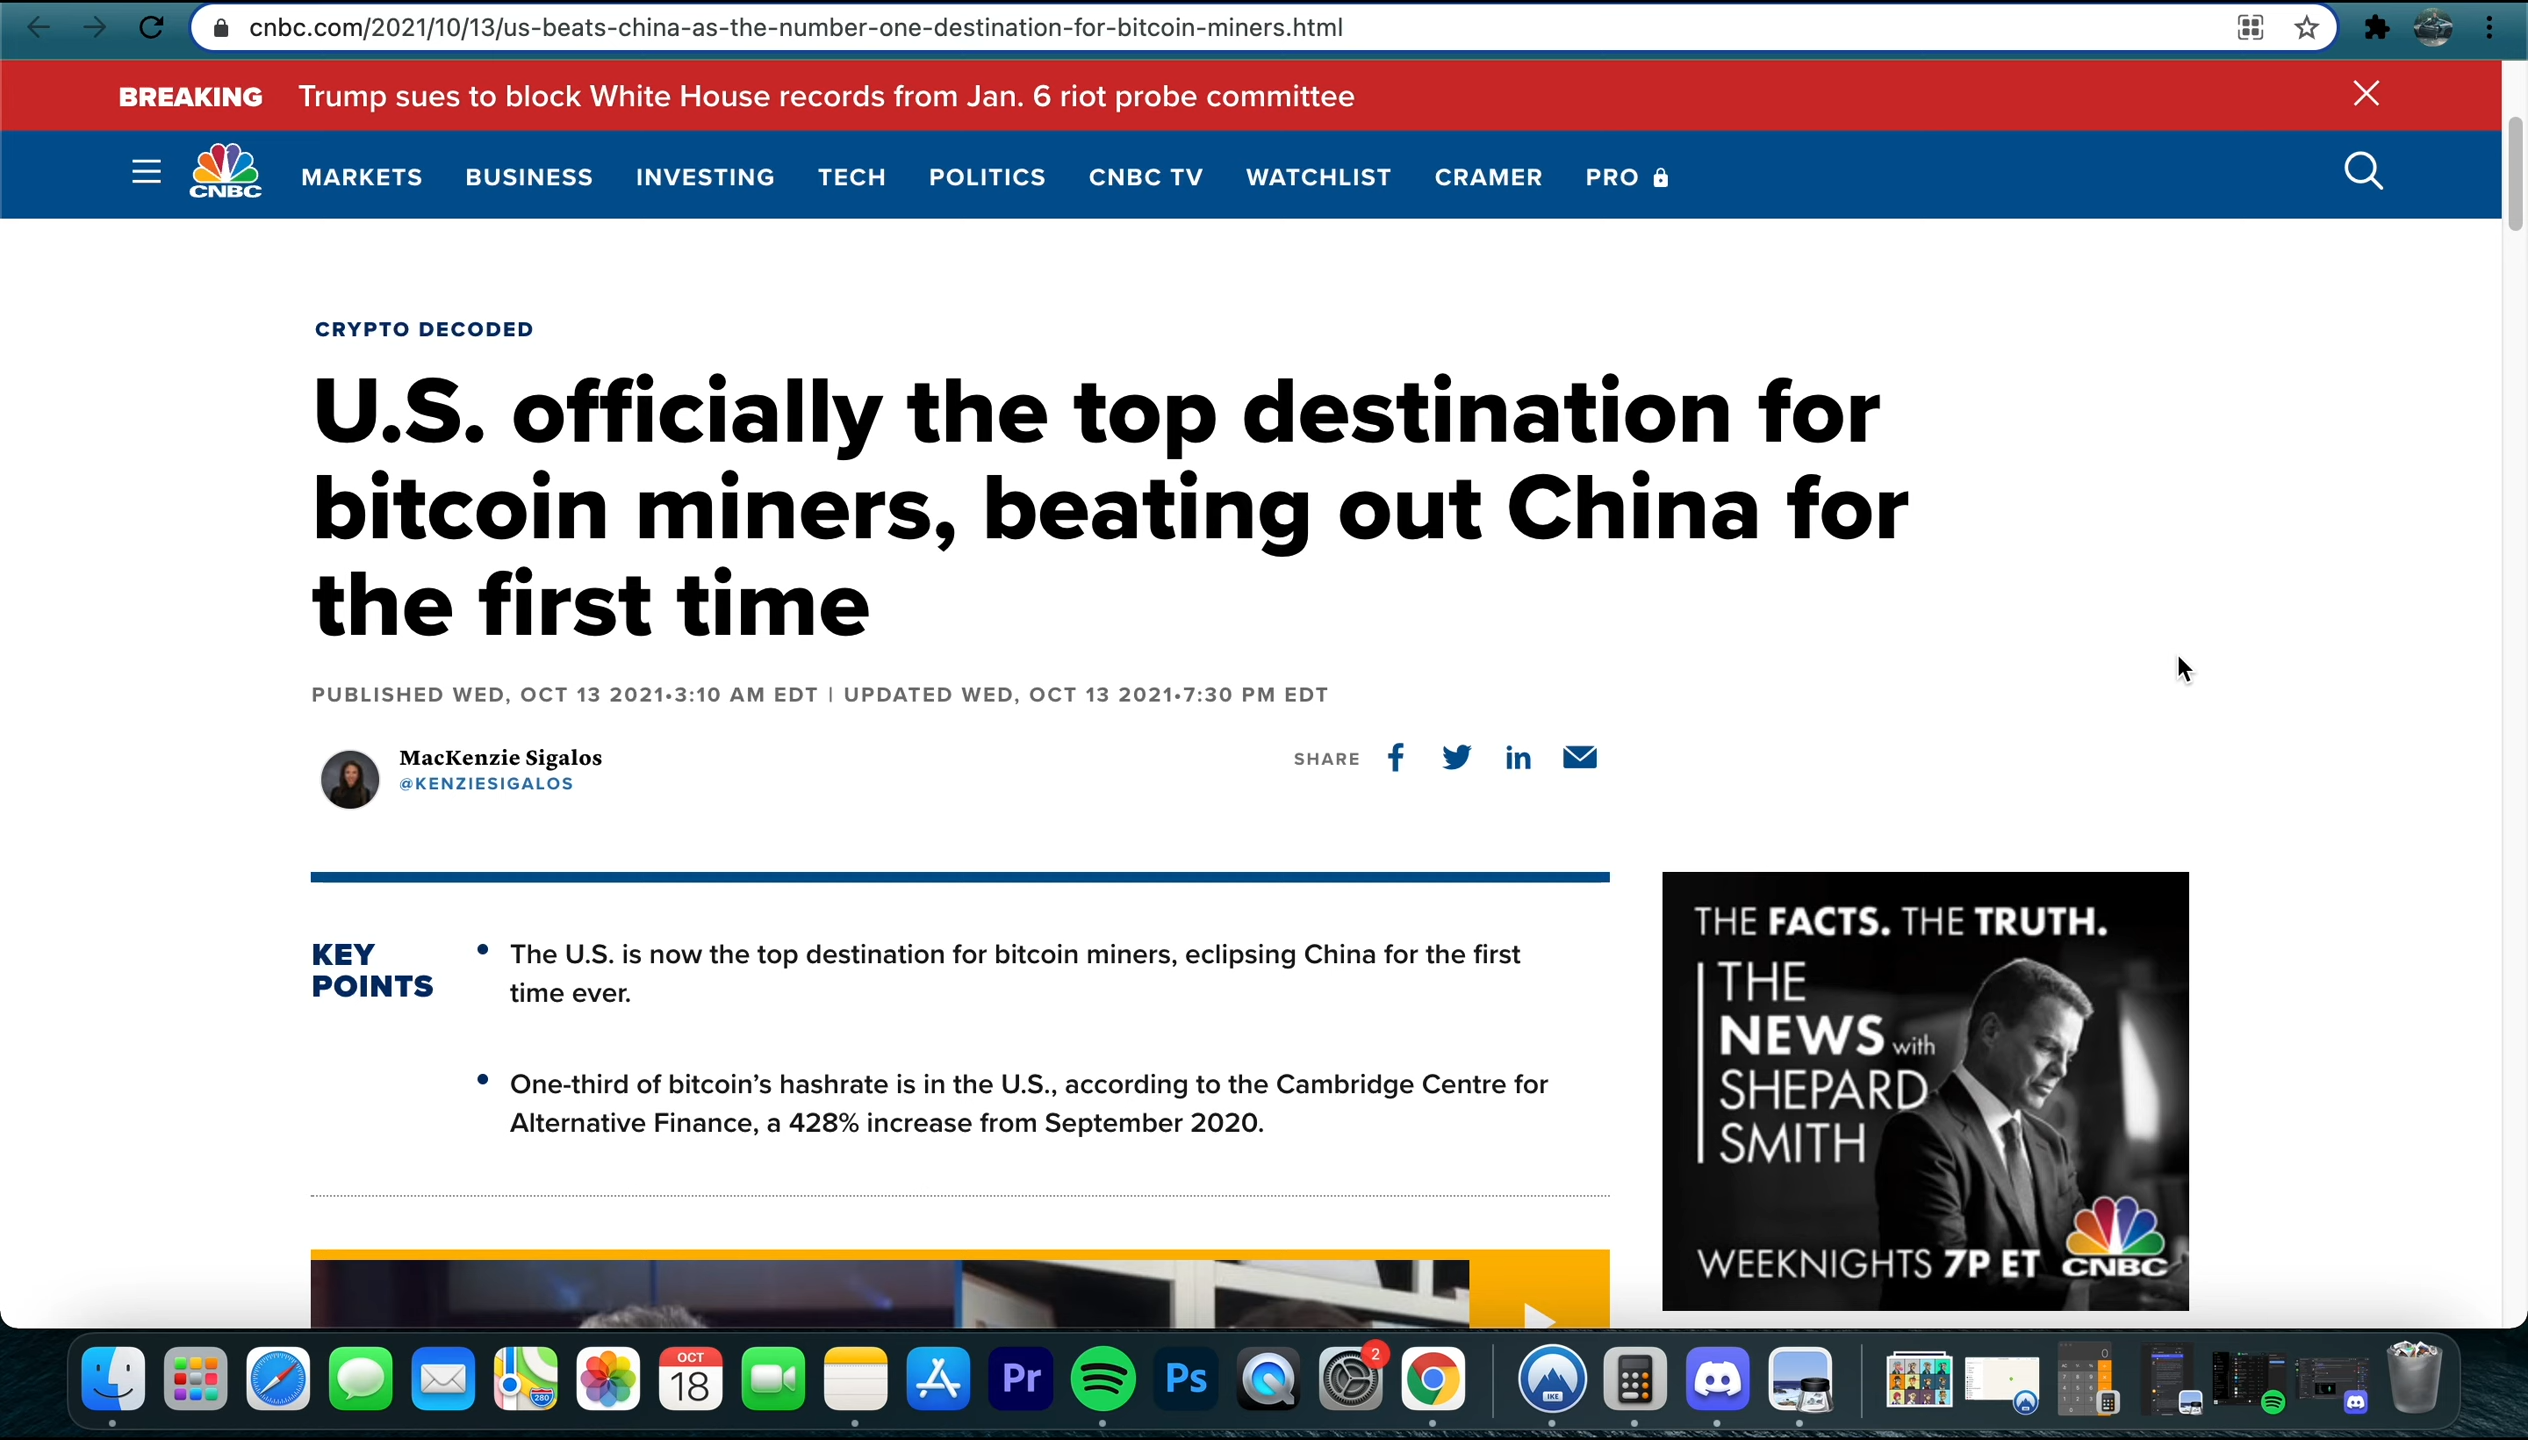 cnbc.com/2021/10/13/us-beats-china-as-the-number-one-destination-for-bitcoin-miners.html
BREAKING Trump sues to block White House records from Jan. 6 riot probe committee
CNBC MARKETS BUSINESS INVESTING TECH POLITICS CNBC TV WATCHLIST CRAMER PRO
CRYPTO DECODED
U.S. officially the top destination for
bitcoin miners, beating out China for
the first time
PUBLISHED WED, OCT 13 2021•3:10 AM EDT | UPDATED WED, OCT 13 2021•7:30 PM EDT
MacKenzie Sigalos
@KENZIESIGALOS
SHARE
KEY
POINTS
• The U.S. is now the top destination for bitcoin miners, eclipsing China for the first
time ever.
• One-third of bitcoin’s hashrate is in the U.S., according to the Cambridge Centre for
Alternative Finance, a 428% increase from September 2020.
THE FACTS. THE TRUTH.
THE
NEWS with
SHEPARD
SMITH
WEEKNIGHTS 7P ET CNBC
280
OCT
18
Pr
Ps
2
IKE